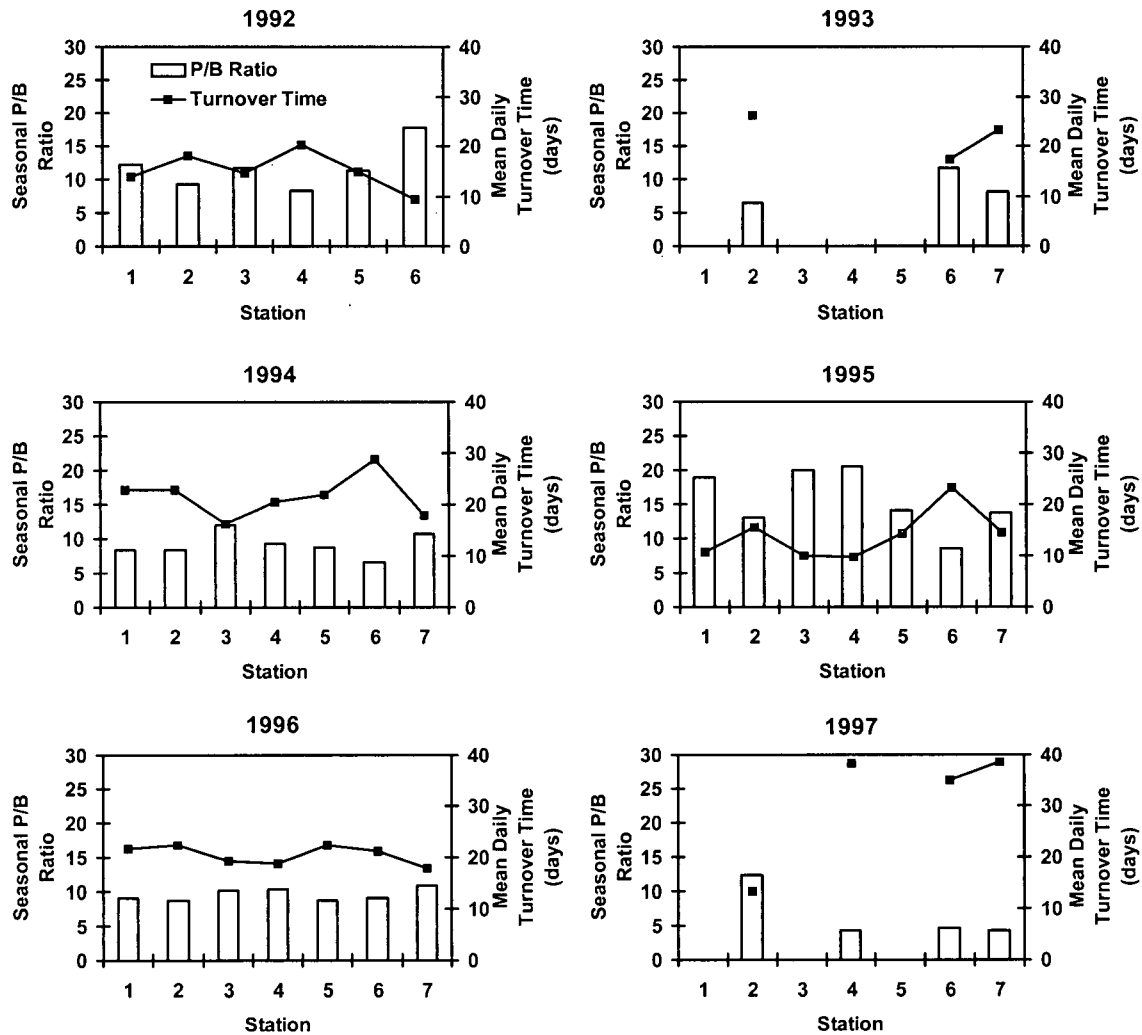 1992
30
25
20
15
10
5
0
Seasonal P/B
Ratio
P/B Ratio
Turnover Time
40
30
20
10
0
Mean Daily
Turnover Time
(days)
1 2 3 4 5 6
Station
1993
30
25
20
15
10
5
0
Seasonal P/B
Ratio
40
30
20
10
0
Mean Daily
Turnover Time
(days)
1 2 3 4 5 6 7
Station
1994
30
25
20
15
10
5
0
Seasonal P/B
Ratio
40
30
20
10
0
Mean Daily
Turnover Time
(days)
1 2 3 4 5 6 7
Station
1995
30
25
20
15
10
5
0
Seasonal P/B
Ratio
40
30
20
10
0
Mean Daily
Turnover Time
(days)
1 2 3 4 5 6 7
Station
1996
30
25
20
15
10
5
0
Seasonal P/B
Ratio
40
30
20
10
0
Mean Daily
Turnover Time
(days)
1 2 3 4 5 6 7
Station
1997
30
25
20
15
10
5
0
Seasonal P/B
Ratio
40
30
20
10
0
Mean Daily
Turnover Time
(days)
1 2 3 4 5 6 7
Station